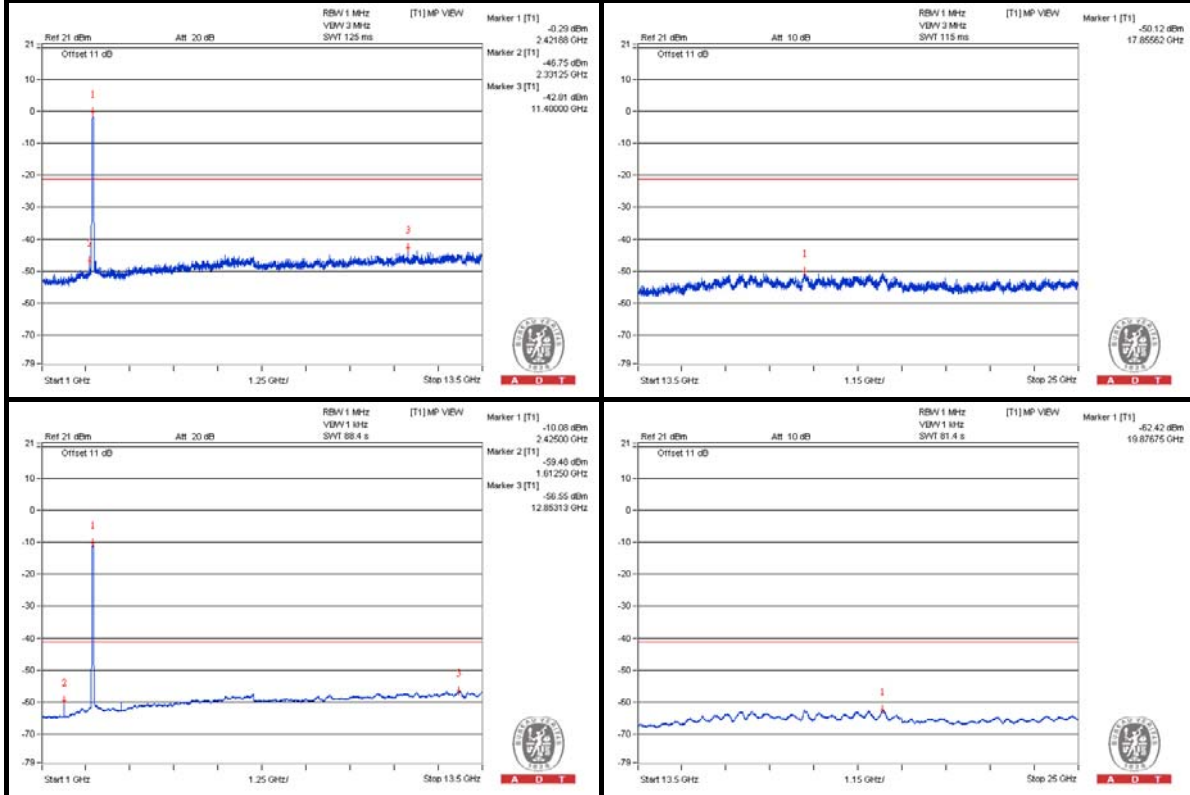 RBW 1 MHz
VBW 3 MHz
SWT 125 ms
[T1] MP VIEW
Ref 21 dBm
Att 20 dB
Marker 1 [T1]
-0.29 dBm
2.42188 GHz
Marker 2 [T1]
-46.75 dBm
2.33125 GHz
Marker 3 [T1]
-42.81 dBm
11.40000 GHz
21
Offset 11 dB
10
0
-10
-20
-30
-40
-50
-60
-70
-79
1
2
3
Start 1 GHz
1.25 GHz/
Stop 13.5 GHz
BUREAU VERITAS
1828
A D T
RBW 1 MHz
VBW 3 MHz
SWT 115 ms
[T1] MP VIEW
Ref 21 dBm
Att 10 dB
Marker 1 [T1]
-50.12 dBm
17.85562 GHz
21
Offset 11 dB
10
0
-10
-20
-30
-40
-50
-60
-70
-79
1
Start 13.5 GHz
1.15 GHz/
Stop 25 GHz
BUREAU VERITAS
1828
A D T
RBW 1 MHz
VBW 1 kHz
SWT 88.4 s
[T1] MP VIEW
Ref 21 dBm
Att 20 dB
Marker 1 [T1]
-10.08 dBm
2.42500 GHz
Marker 2 [T1]
-59.48 dBm
1.61250 GHz
Marker 3 [T1]
-56.55 dBm
12.85313 GHz
21
Offset 11 dB
10
0
-10
-20
-30
-40
-50
-60
-70
-79
1
2
3
Start 1 GHz
1.25 GHz/
Stop 13.5 GHz
BUREAU VERITAS
1828
A D T
RBW 1 MHz
VBW 1 kHz
SWT 81.4 s
[T1] MP VIEW
Ref 21 dBm
Att 10 dB
Marker 1 [T1]
-62.42 dBm
19.87675 GHz
21
Offset 11 dB
10
0
-10
-20
-30
-40
-50
-60
-70
-79
1
Start 13.5 GHz
1.15 GHz/
Stop 25 GHz
BUREAU VERITAS
1828
A D T